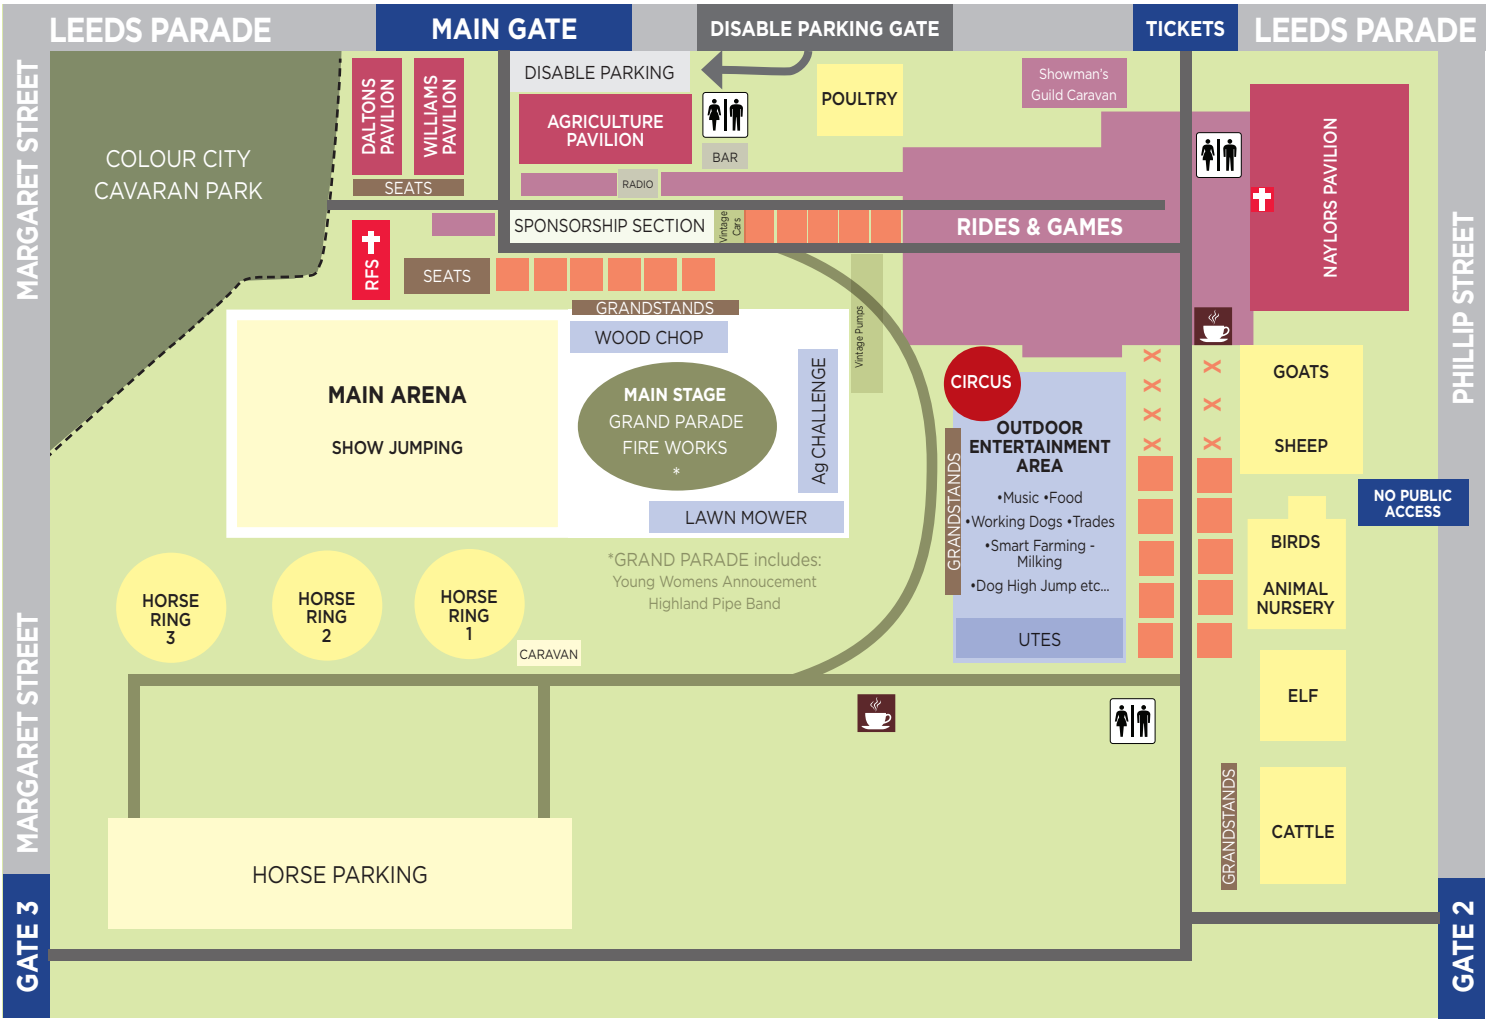 LEEDS PARADE
MAIN GATE
DISABLE PARKING GATE
TICKETS
LEEDS PARADE
MARGARET STREET
COLOUR CITY
CAVARAN PARK
DALTONS
PAVILION
WILLIAMS
PAVILION
SEATS
DISABLE PARKING
AGRICULTURE
PAVILION
BAR
RADIO
POULTRY
Showman's
Guild Caravan
NAYLORS PAVILION
PHILLIP STREET
RFS
SPONSORSHIP SECTION
Vintage
Cars
RIDES & GAMES
SEATS
GRANDSTANDS
WOOD CHOP
Vintage Pumps
MAIN ARENA
SHOW JUMPING
MAIN STAGE
GRAND PARADE
FIRE WORKS
*
Ag CHALLENGE
LAWN MOWER
CIRCUS
OUTDOOR
ENTERTAINMENT
AREA
•Music •Food
•Working Dogs •Trades
•Smart Farming -
Milking
•Dog High Jump etc...
GRANDSTANDS
UTES
X
X
X
X
X
X
X
GOATS
SHEEP
NO PUBLIC
ACCESS
BIRDS
ANIMAL
NURSERY
*GRAND PARADE includes:
Young Womens Annoucement
Highland Pipe Band
HORSE
RING
3
HORSE
RING
2
HORSE
RING
1
CARAVAN
MARGARET STREET
ELF
GRANDSTANDS
CATTLE
HORSE PARKING
GATE 3
GATE 2